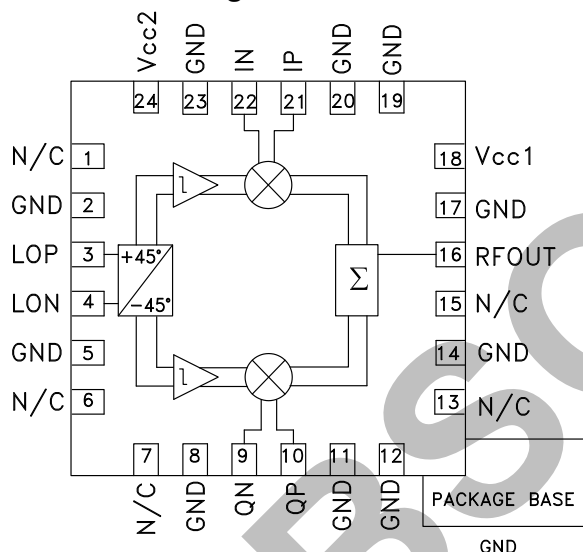 Vcc2 GND IN IP GND GND
24 23 22 21 20 19
N/C 1
GND 2
LOP 3
LON 4
GND 5
N/C 6
+45°
-45°
Σ
18 Vcc1
17 GND
16 RFOUT
15 N/C
14 GND
13 N/C
7 8 9 10 11 12
N/C GND QN QP GND GND
PACKAGE BASE
GND